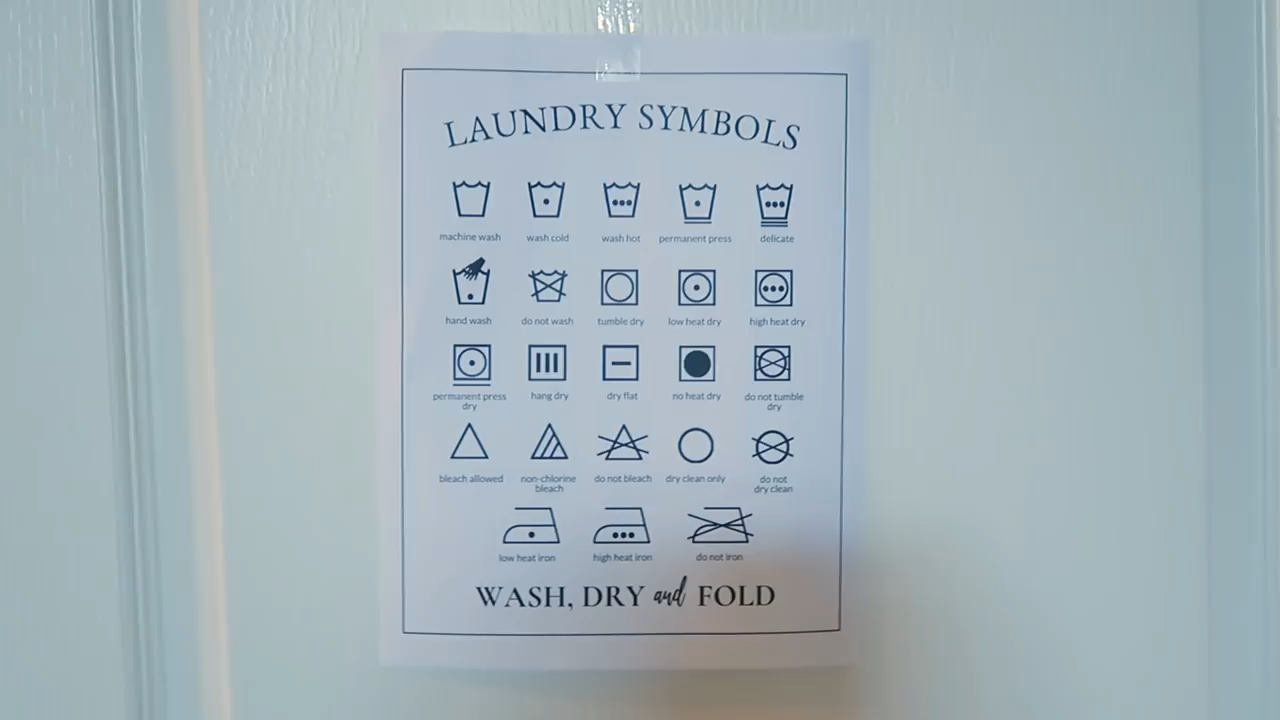 LAUNDRY SYMBOLS
machine wash wash cold wash hot permanent press delicate
hand wash do not wash tumble dry low heat dry high heat dry
permanent press dry hang dry dry flat no heat dry do not tumble dry
bleach allowed non-chlorine bleach do not bleach dry clean only do not dry clean
low heat iron high heat iron do not iron
WASH, DRY and FOLD